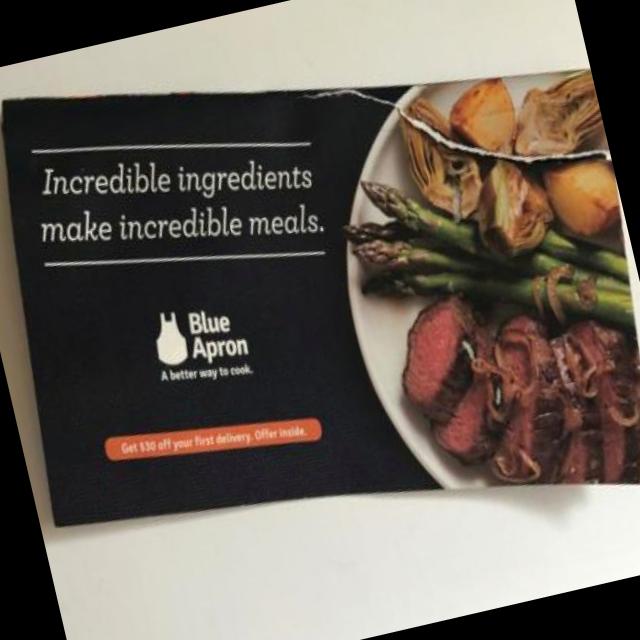 Incredible ingredients
make incredible meals.
Blue
Apron
A better way to cook.
Get $30 off your first delivery. Offer inside.